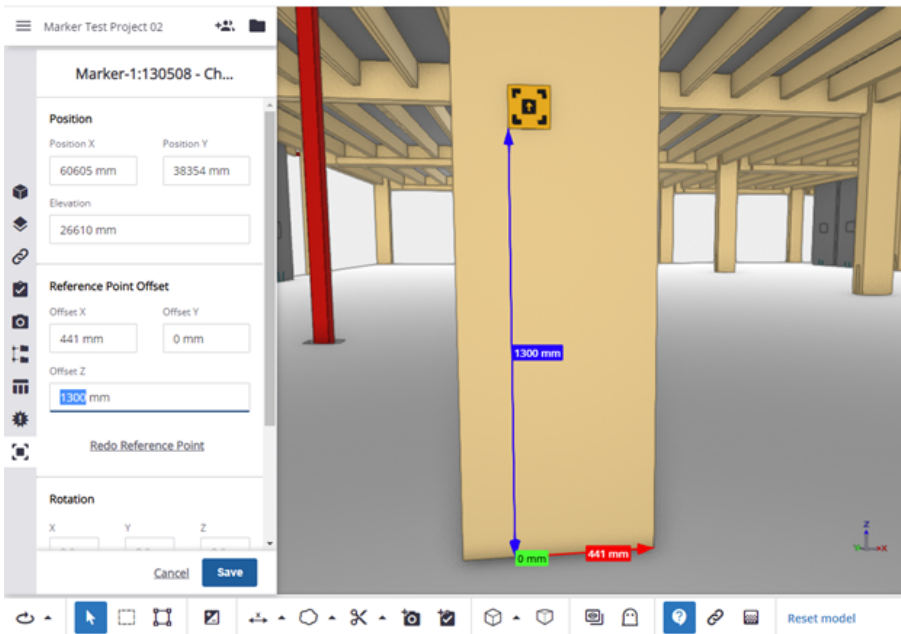 Marker Test Project 02
Marker-1:130508 - Ch...
Position
Position X Position Y
60605 mm 38354 mm
Elevation
26610 mm
Reference Point Offset
Offset X Offset Y
441 mm 0 mm
Offset Z
1300 mm
Redo Reference Point
Rotation
X Y Z
Cancel Save
1300 mm
0 mm 441 mm
Z
Y X
Reset model